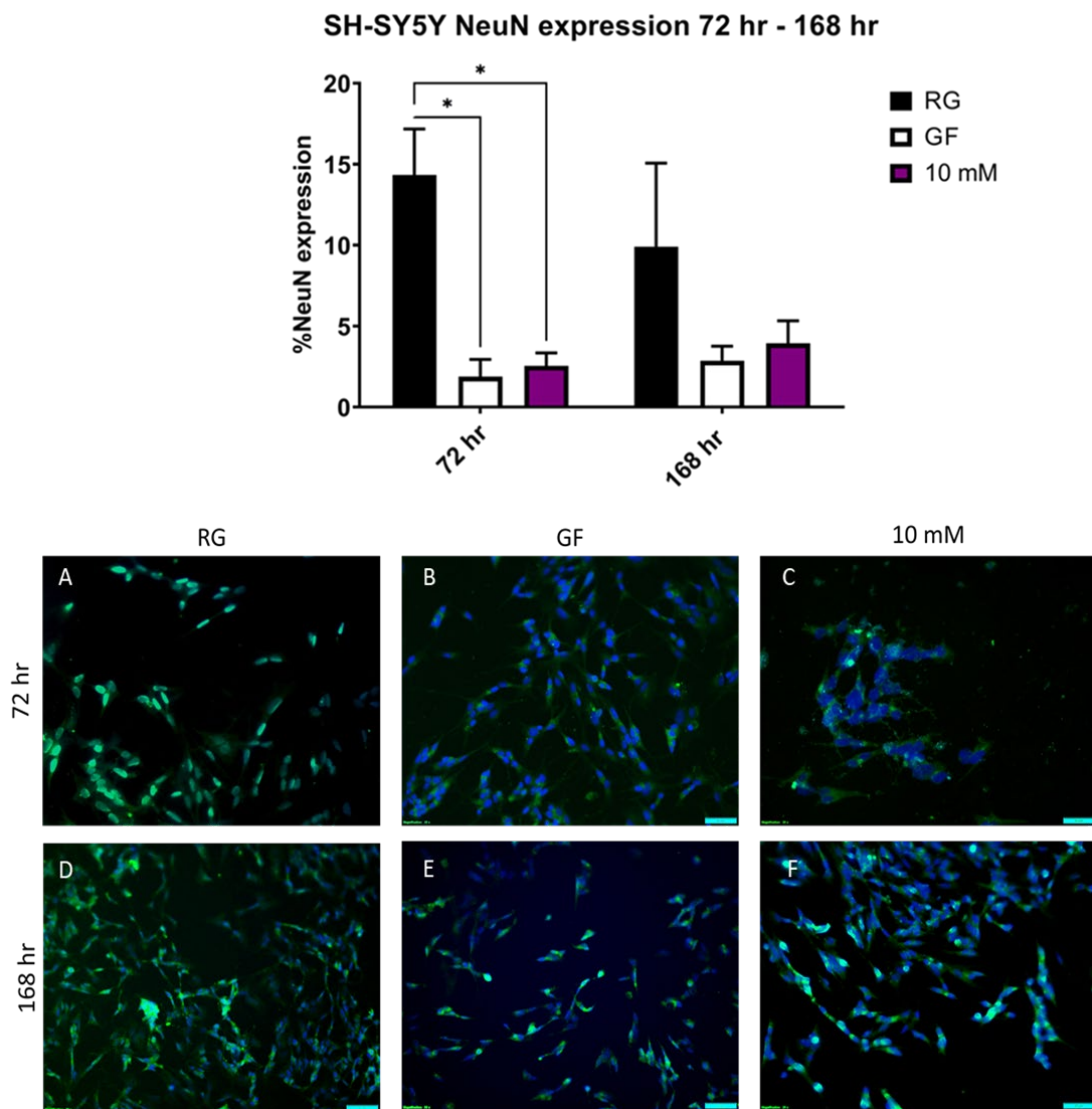 SH-SY5Y NeuN expression 72 hr - 168 hr
*
*
20
15
10
5
0
%NeuN expression
72 hr
168 hr
RG
GF
10 mM
RG
GF
10 mM
72 hr
A
B
C
168 hr
D
E
F